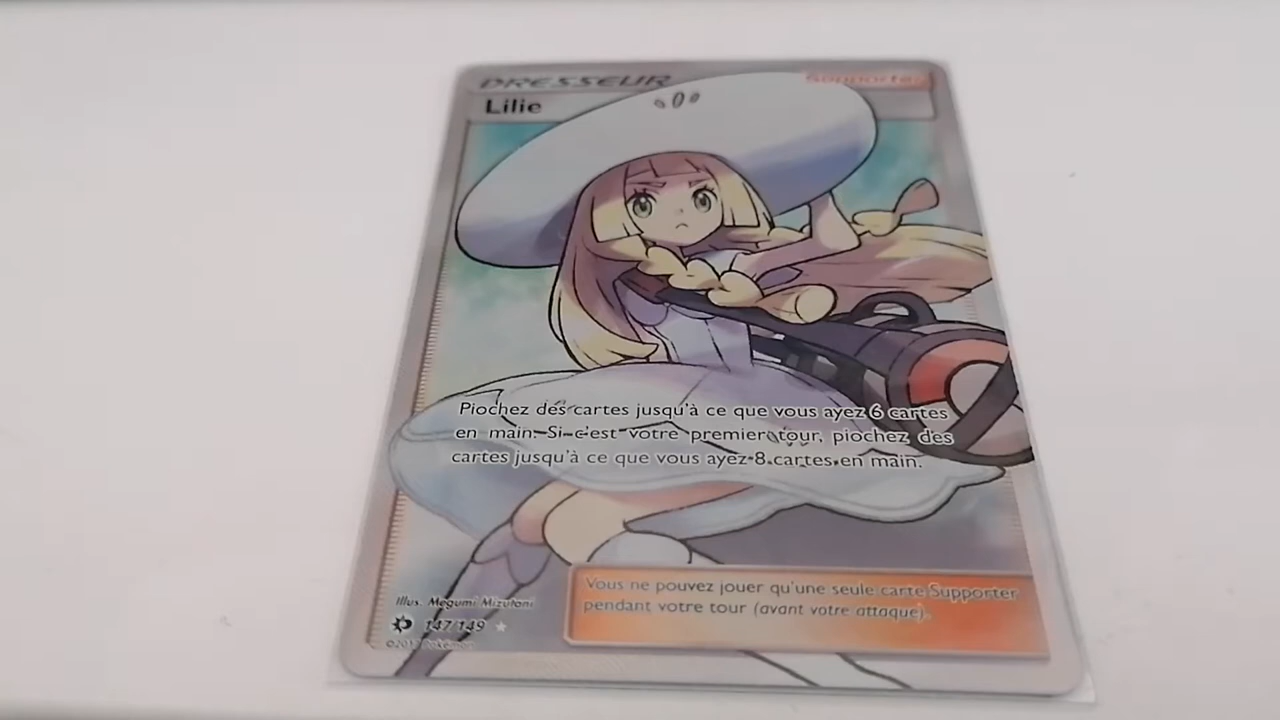 DRESSEUR
Supporter
Lilie
Piochez des cartes jusqu'à ce que vous ayez 6 cartes
en main. Si c'est votre premier tour, piochez des
cartes jusqu'à ce que vous ayez 8 cartes en main.
Vous ne pouvez jouer qu'une seule carte Supporter
pendant votre tour (avant votre attaque).
Illus. Megumi Mizutani
147/149
©2017 Pokémon